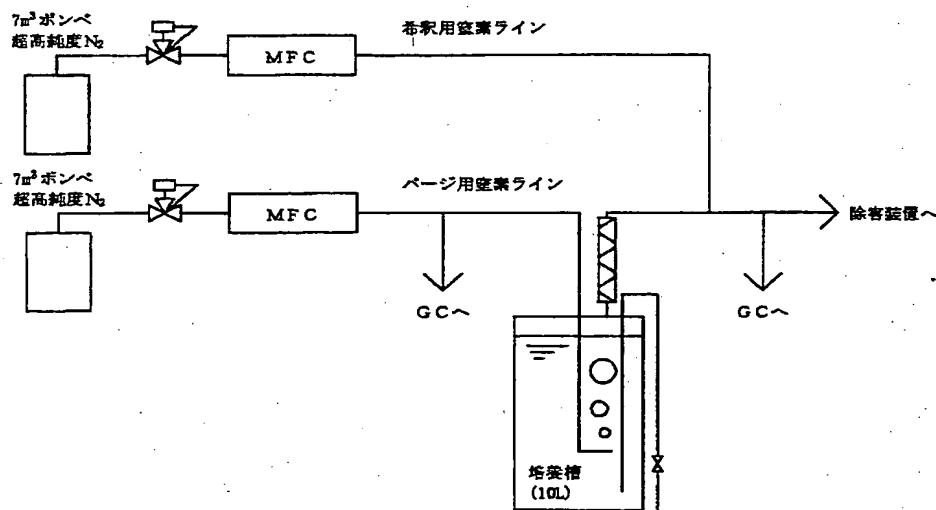 7m³ボンベ
超高純度N₂
MFC
希釈用窒素ライン
7m³ボンベ
超高純度N₂
MFC
パージ用窒素ライン
GCへ
除害装置へ
GCへ
培養槽
(10L)